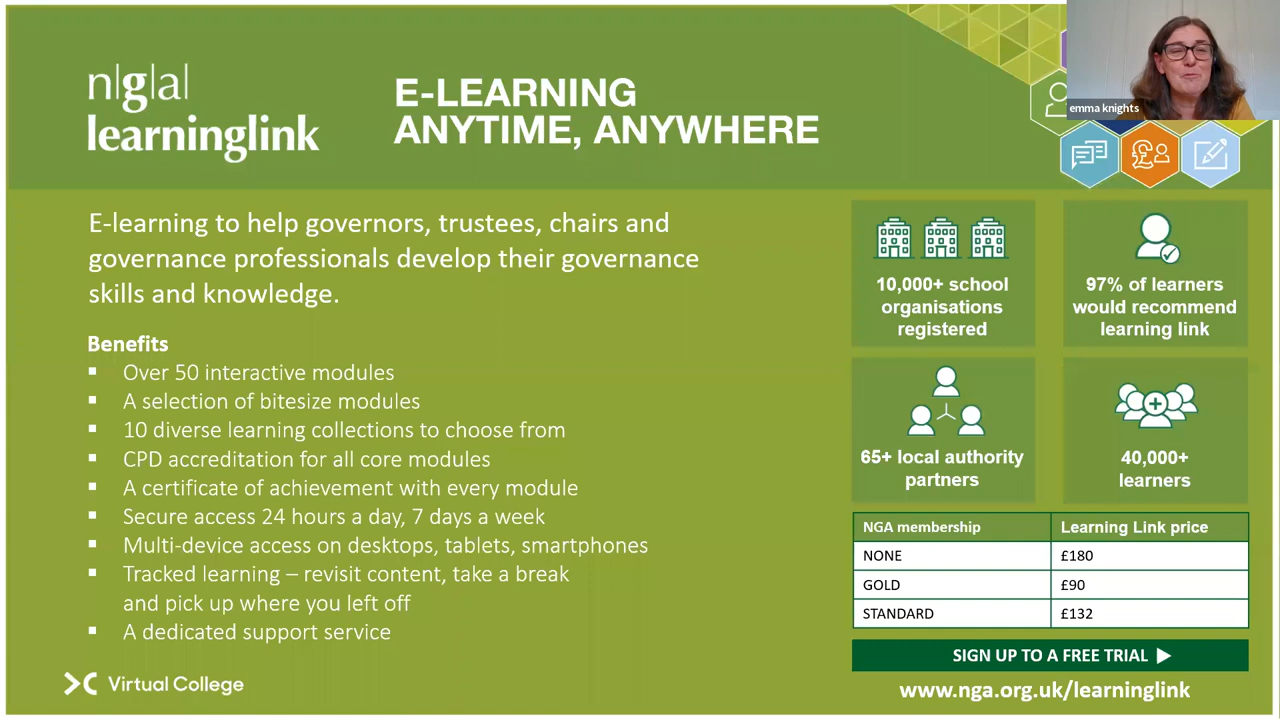 n|g|a|
learninglink
E-LEARNING
ANYTIME, ANYWHERE
emma knights
E-learning to help governors, trustees, chairs and
governance professionals develop their governance
skills and knowledge.
Benefits
Over 50 interactive modules
A selection of bitesize modules
10 diverse learning collections to choose from
CPD accreditation for all core modules
A certificate of achievement with every module
Secure access 24 hours a day, 7 days a week
Multi-device access on desktops, tablets, smartphones
Tracked learning – revisit content, take a break
and pick up where you left off
A dedicated support service
Virtual College
10,000+ school
organisations
registered
97% of learners
would recommend
learning link
65+ local authority
partners
40,000+
learners
NGA membership Learning Link price
NONE £180
GOLD £90
STANDARD £132
SIGN UP TO A FREE TRIAL
www.nga.org.uk/learninglink